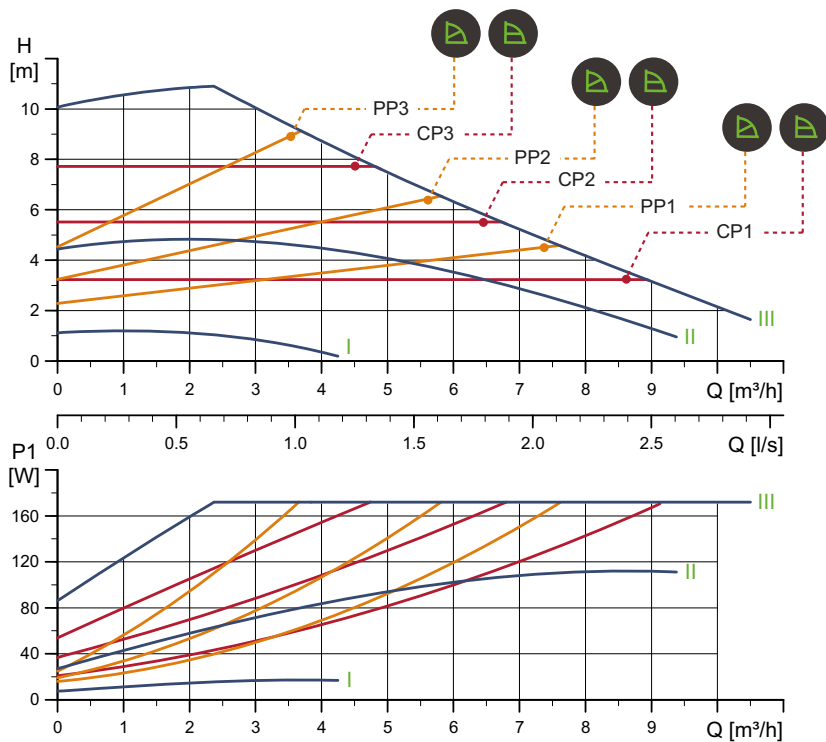 H
[m]
PP3
CP3
PP2
CP2
PP1
CP1
10
8
6
4
2
0
I
II
III
0 1 2 3 4 5 6 7 8 9 Q [m³/h]
0.0 0.5 1.0 1.5 2.0 2.5 Q [l/s]
P1
[W]
160
120
80
40
0
III
II
I
0 1 2 3 4 5 6 7 8 9 Q [m³/h]